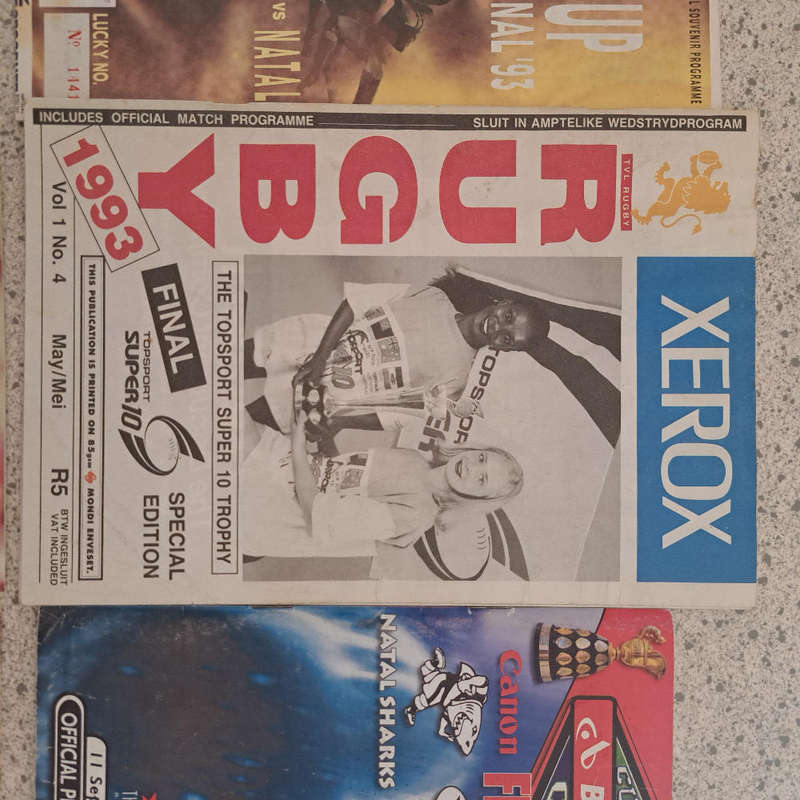 UP
NAL '93
L SOUVENIR PROGRAMME
VS NATAL
LUCKY NO.
No 1441
INCLUDES OFFICIAL MATCH PROGRAMME
SLUIT IN AMPTELIKE WEDSTRYDPROGRAM
RUGBY
TVL RUGBY
1993
XEROX
THE TOPSPORT SUPER 10 TROPHY
FINAL
TOPSPORT
SUPER 10
SPECIAL
EDITION
THIS PUBLICATION IS PRINTED ON 85gsm MONDI ENVESET.
Vol 1 No. 4 May/Mei R5 BTW INGESLUIT
VAT INCLUDED
Canon
NATAL SHARKS
11 Se
OFFICIAL P